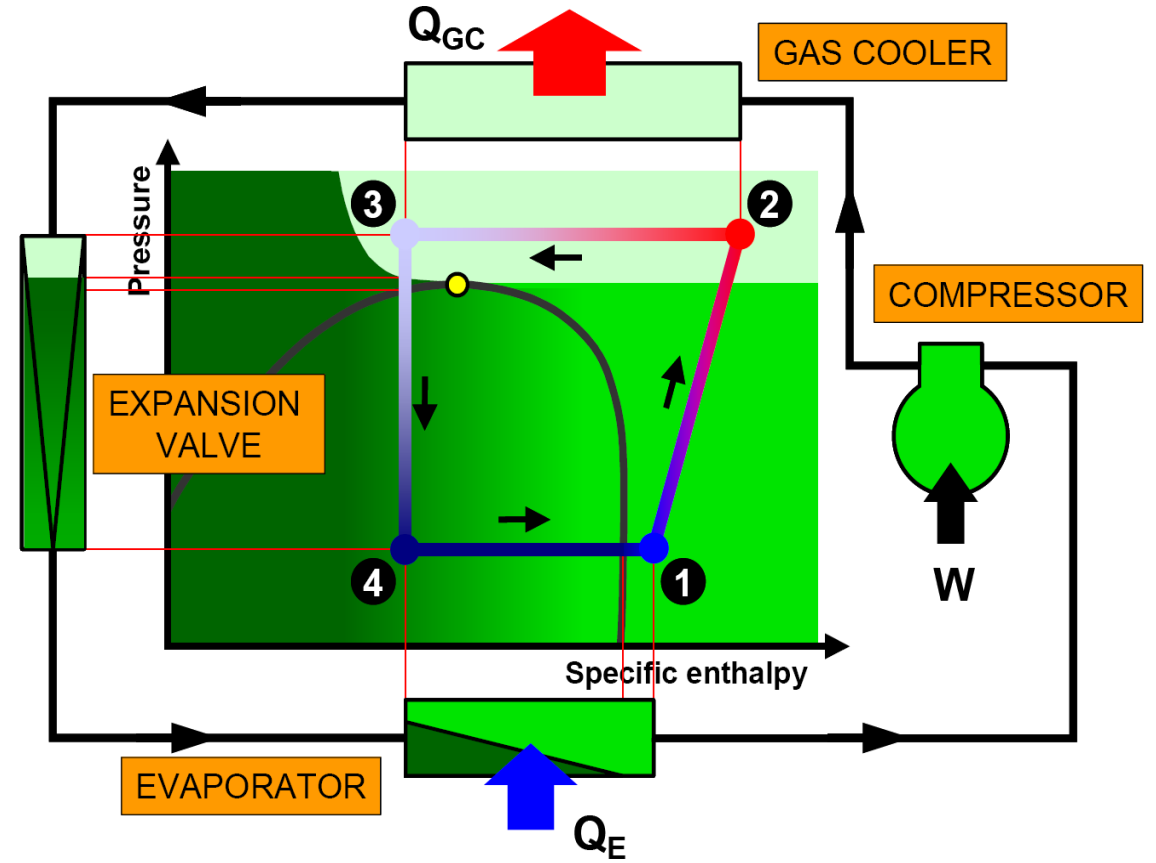 QGC
GAS COOLER
Pressure
3
2
COMPRESSOR
EXPANSION
VALVE
4
1
W
Specific enthalpy
EVAPORATOR
QE